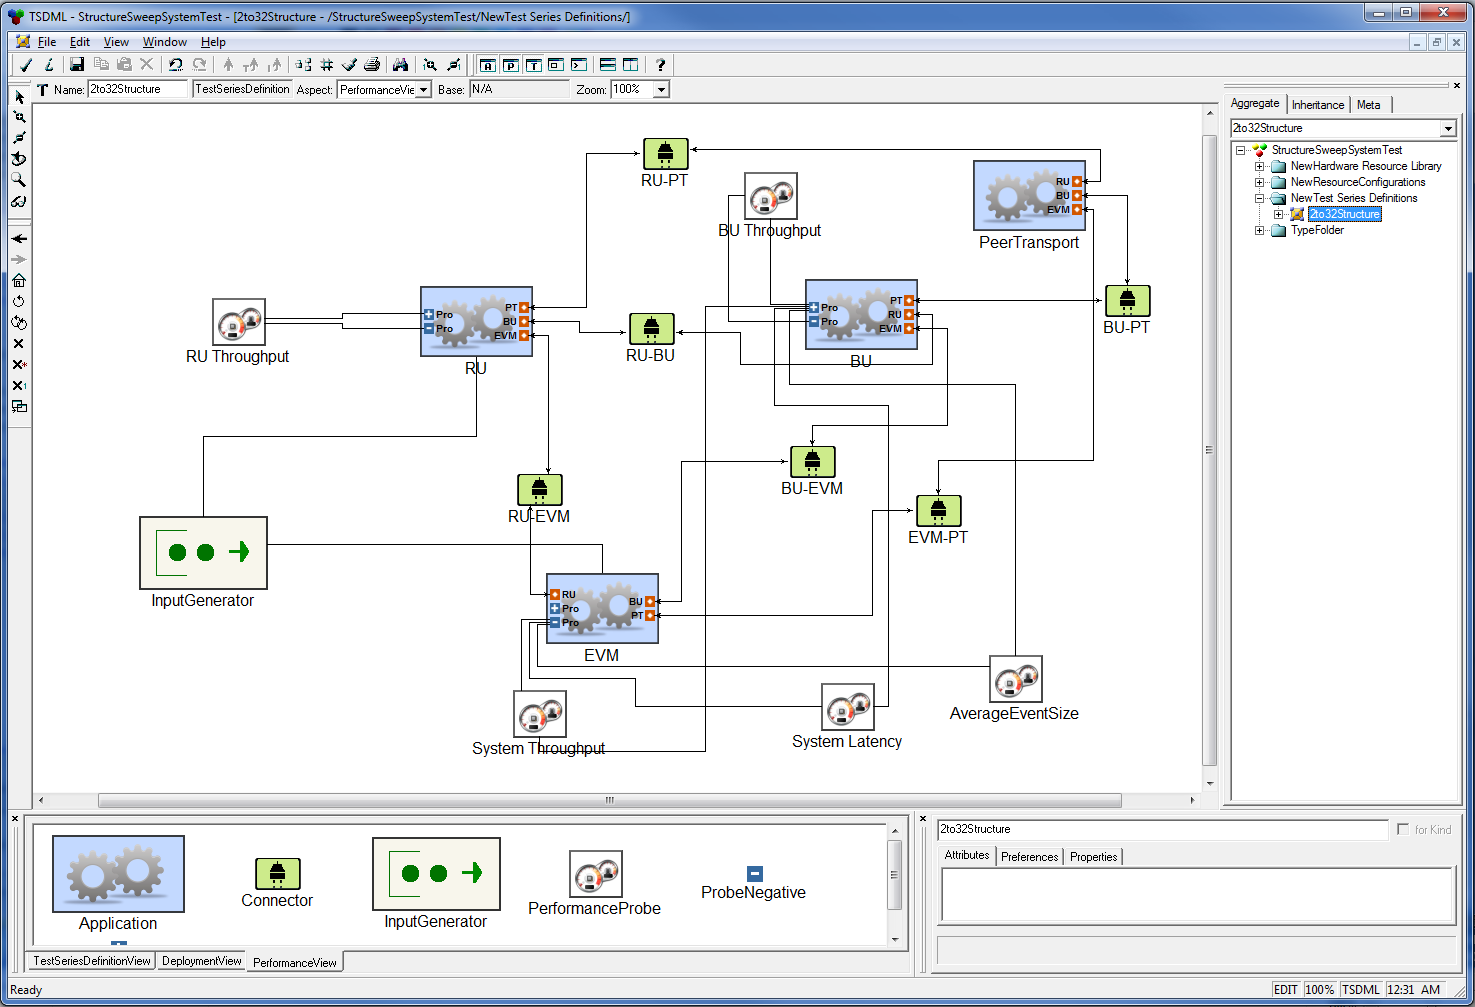 TSDML - StructureSweepSystemTest - [2to32Structure - /StructureSweepSystemTest/NewTest Series Definitions/]
File Edit View Window Help
Name: 2to32Structure TestSeriesDefinition Aspect: PerformanceVie Base: N/A Zoom: 100%
RU-PT
BU Throughput
RU
BU
EVM
PeerTransport
RU Throughput
Pro
Pro
PT
BU
EVM
RU
RU-BU
Pro
Pro
PT
RU
EVM
BU
BU-PT
RU-EVM
BU-EVM
EVM-PT
InputGenerator
RU
Pro
Pro
BU
PT
EVM
System Throughput
System Latency
AverageEventSize
Aggregate Inheritance Meta
2to32Structure
StructureSweepSystemTest
NewHardware Resource Library
NewResourceConfigurations
NewTest Series Definitions
2to32Structure
TypeFolder
Application
Connector
InputGenerator
PerformanceProbe
ProbeNegative
TestSeriesDefinitionView DeploymentView PerformanceView
2to32Structure
for Kind
Attributes Preferences Properties
Ready
EDIT 100% TSDML 12:31 AM